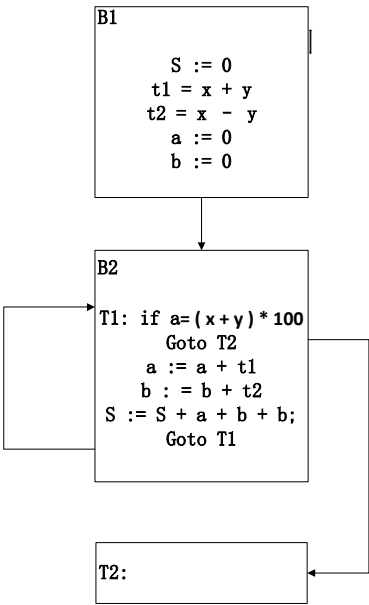 B1
S := 0
t1 = x + y
t2 = x - y
a := 0
b := 0
B2
T1: if a= ( x + y ) * 100
Goto T2
a := a + t1
b : = b + t2
S := S + a + b + b;
Goto T1
T2: